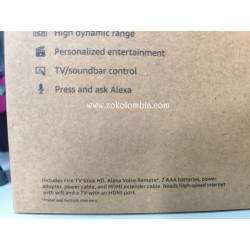 High dynamic range
Personalized entertainment
TV/soundbar control
Press and ask Alexa
www.zokolombia.com
Includes Fire TV Stick HD, Alexa Voice Remote*, 2 AAA batteries, power
adapter, power cable, and HDMI extender cable. Needs high-speed internet
with wifi and a TV with an HDMI port.